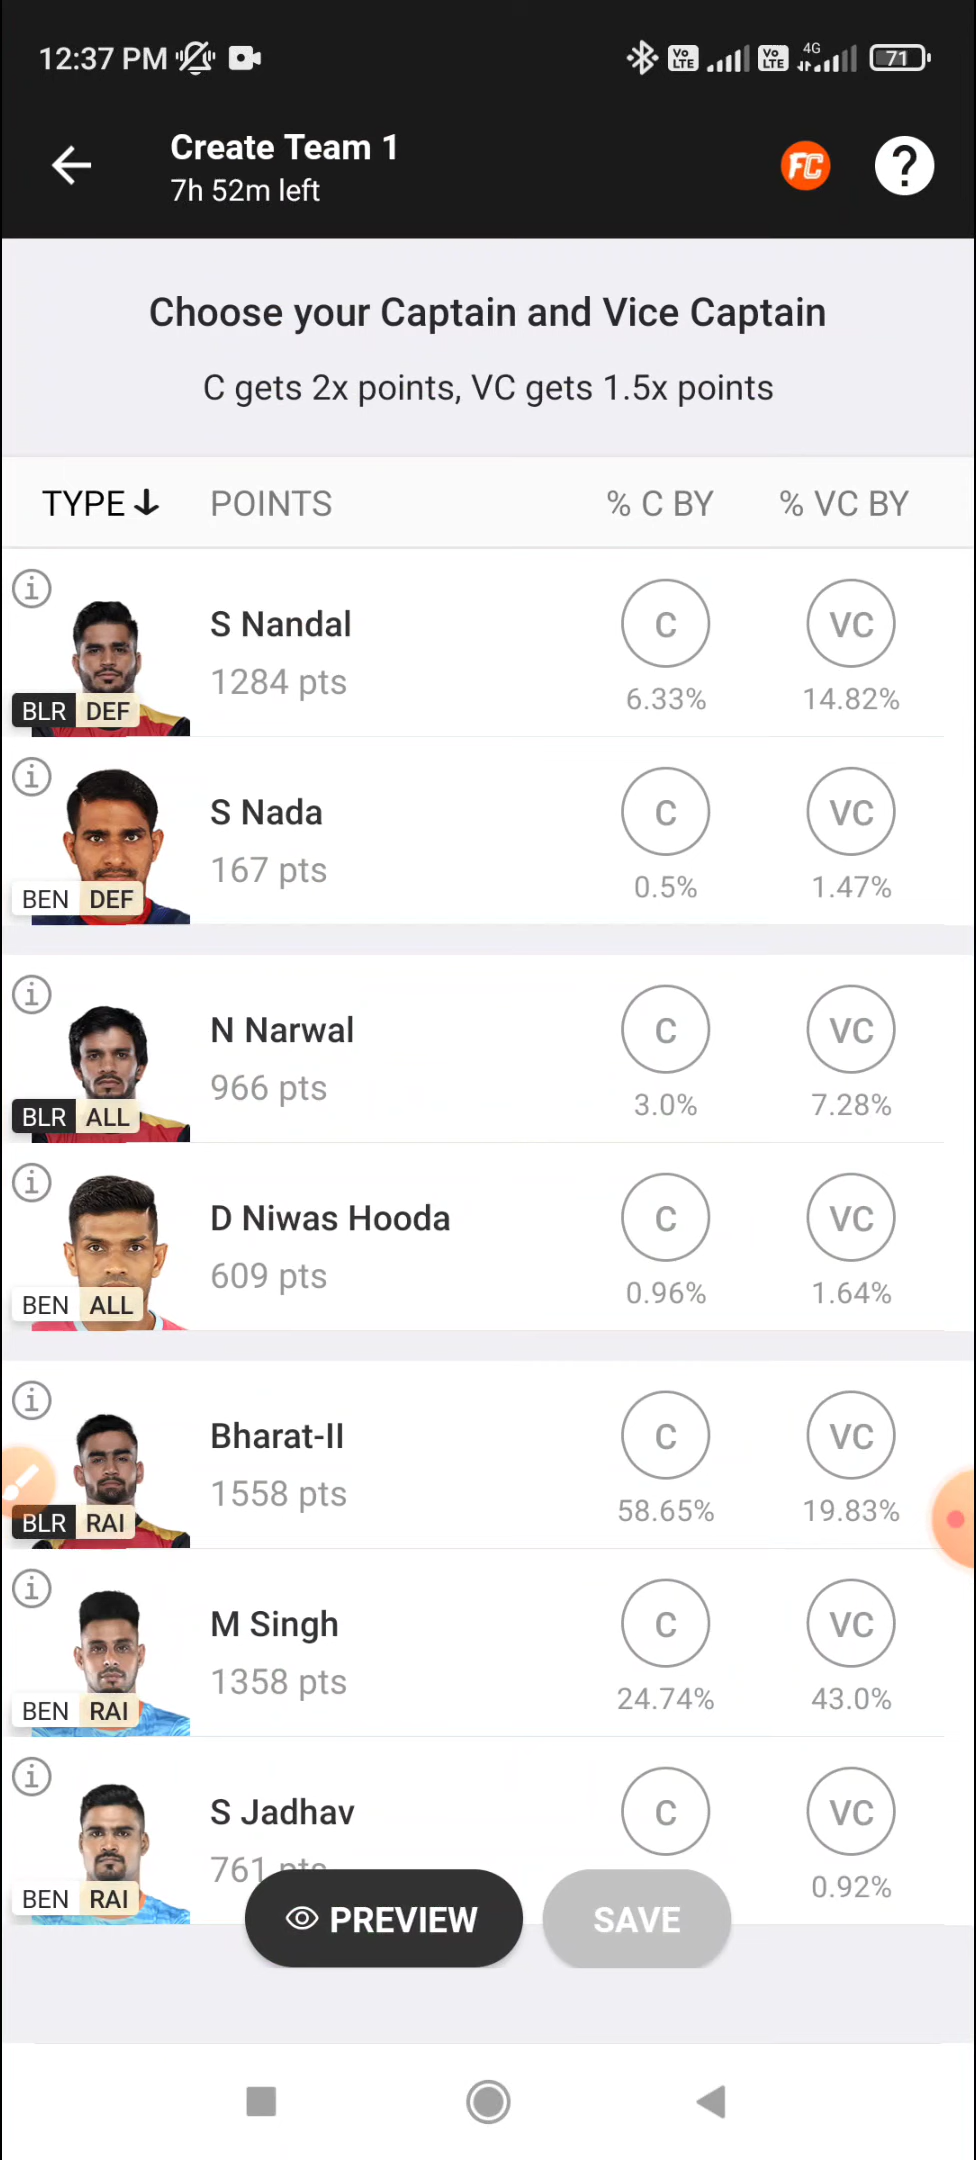 12:37 PM
Vo LTE Vo LTE 4G 71
Create Team 1
7h 52m left
FC
?
Choose your Captain and Vice Captain
C gets 2x points, VC gets 1.5x points
TYPE POINTS % C BY % VC BY
S Nandal C VC
1284 pts 6.33% 14.82%
BLR DEF
S Nada C VC
167 pts 0.5% 1.47%
BEN DEF
N Narwal C VC
966 pts 3.0% 7.28%
BLR ALL
D Niwas Hooda C VC
609 pts 0.96% 1.64%
BEN ALL
Bharat-II C VC
1558 pts 58.65% 19.83%
BLR RAI
M Singh C VC
1358 pts 24.74% 43.0%
BEN RAI
S Jadhav C VC
761 pts 0.92%
BEN RAI
PREVIEW SAVE